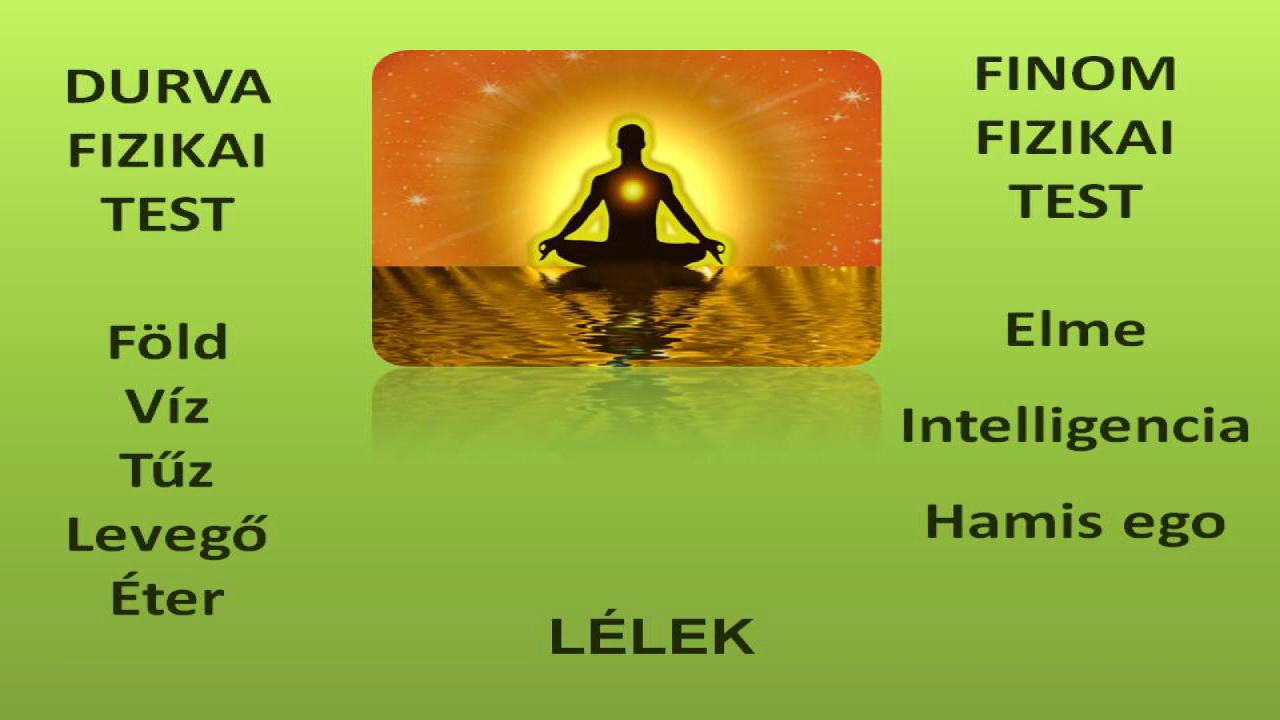 DURVA
FIZIKAI
TEST
Föld
Víz
Tűz
Levegő
Éter
FINOM
FIZIKAI
TEST
Elme
Intelligencia
Hamis ego
LÉLEK